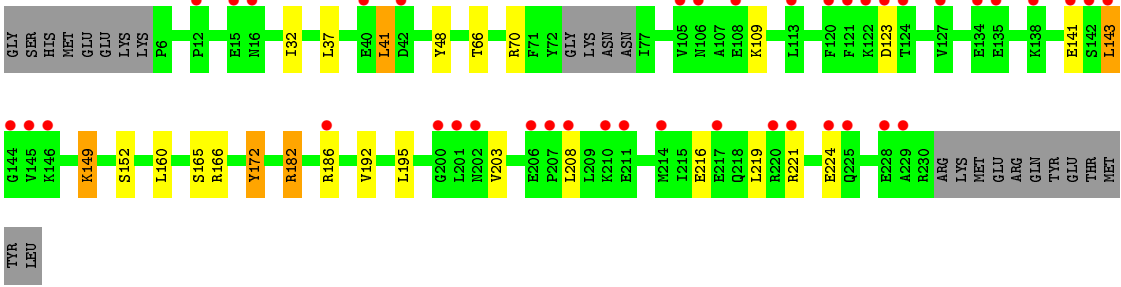 GLY SER HIS MET GLU GLU LYS LYS P6 P12 E15 N16 I32 L37 E40 L41 D42 Y48 T66 R70 F71 Y72 GLY LYS ASN ASN I77 V105 N106 A107 E108 K109 L113 F120 F121 K122 D123 T124 V127 E134 E135 K138 E141 S142 L143
G144 V145 K146 K149 S152 L160 S165 R166 Y172 R182 R186 V192 L195 G200 L201 N202 V203 E206 P207 L208 L209 K210 E211 M214 I215 E216 E217 Q218 L219 R220 R221 E224 Q225 E228 A229 R230 ARG LYS MET GLU ARG GLN TYR GLU THR MET
TYR LEU